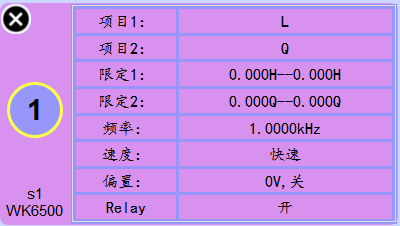 1
s1
WK6500
项目1: L
项目2: Q
限定1: 0.000H--0.000H
限定2: 0.000Q--0.000Q
频率: 1.0000kHz
速度: 快速
偏置: 0V,关
Relay 开